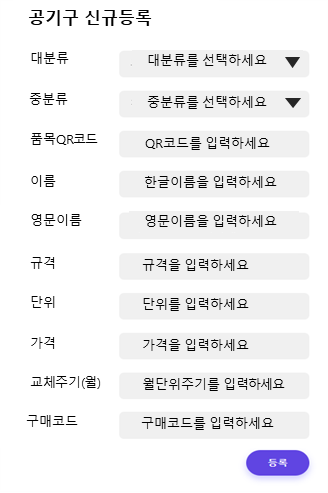 공기구 신규등록
대분류 대분류를 선택하세요
중분류 중분류를 선택하세요
품목QR코드 QR코드를 입력하세요
이름 한글이름을 입력하세요
영문이름 영문이름을 입력하세요
규격 규격을 입력하세요
단위 단위를 입력하세요
가격 가격을 입력하세요
교체주기(월) 월단위주기를 입력하세요
구매코드 구매코드를 입력하세요
등록